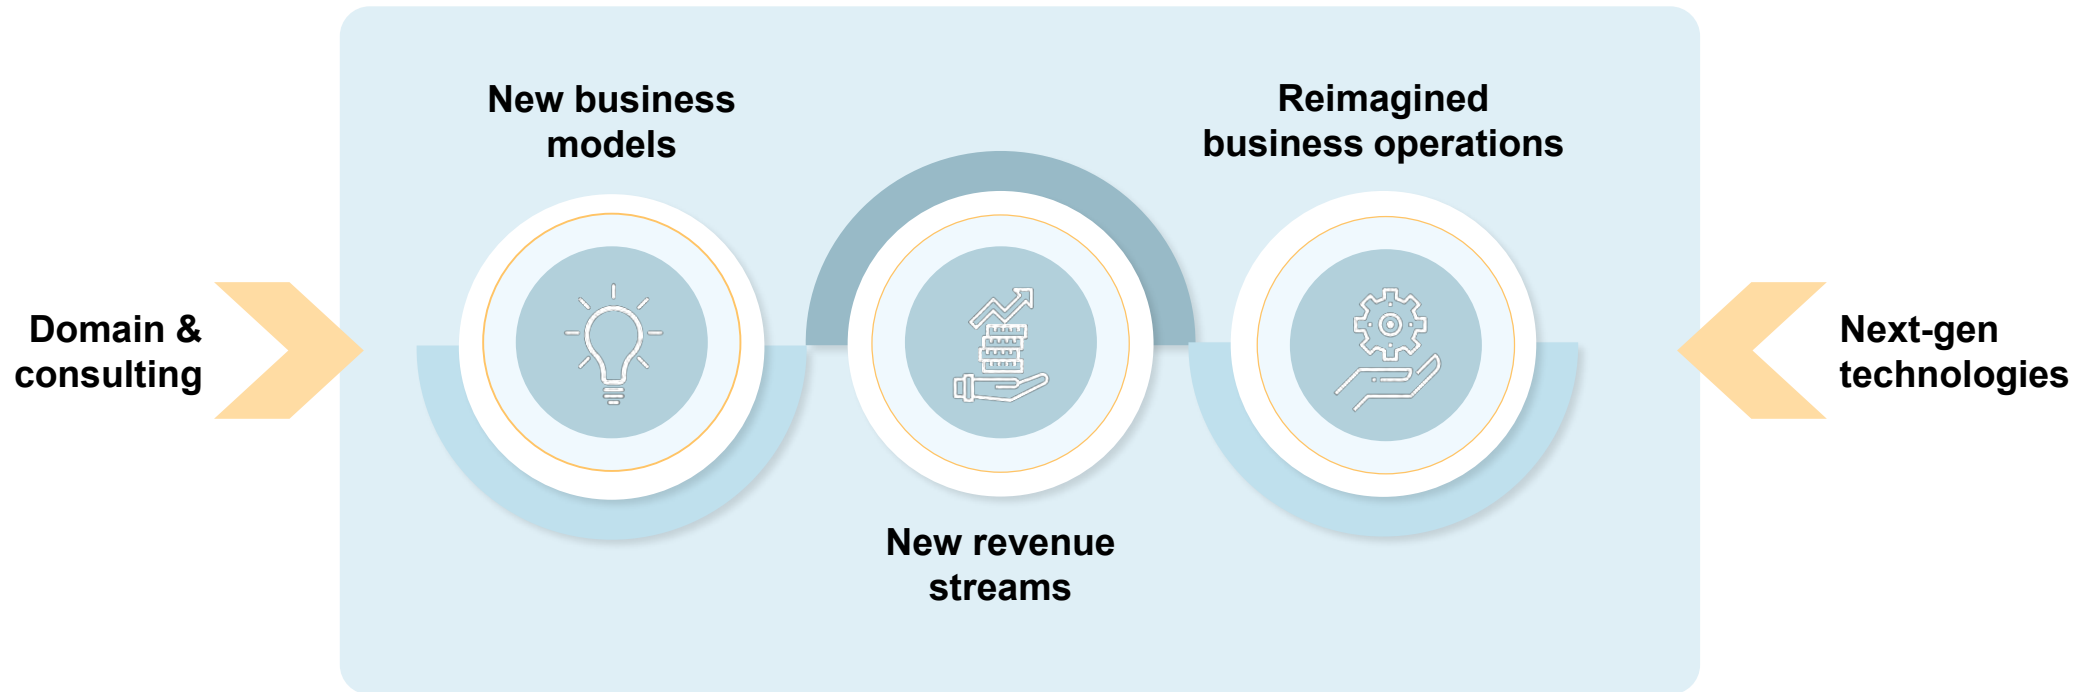 New business
models
Reimagined
business operations
Domain &
consulting
Next-gen
technologies
New revenue
streams